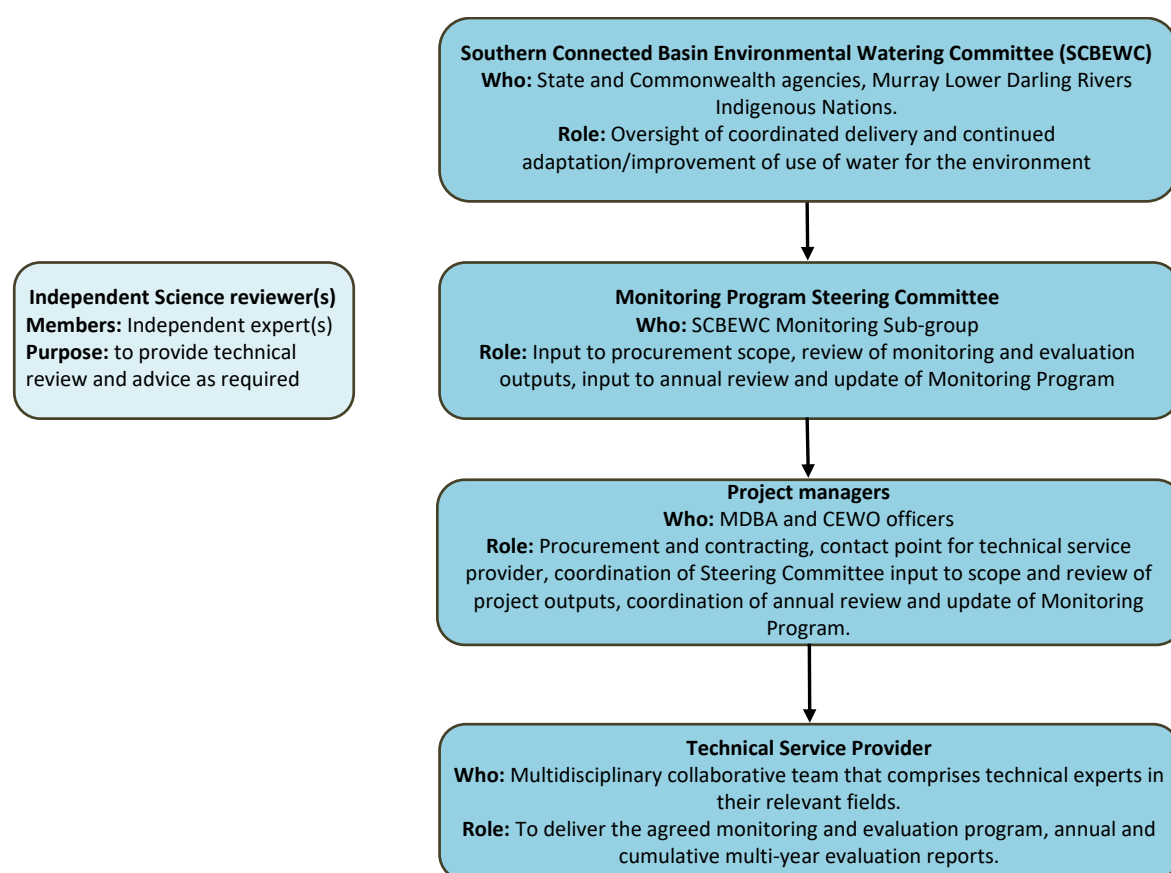 Southern Connected Basin Environmental Watering Committee (SCBEWC)
Who: State and Commonwealth agencies, Murray Lower Darling Rivers
Indigenous Nations.
Role: Oversight of coordinated delivery and continued
adaptation/improvement of use of water for the environment
Independent Science reviewer(s)
Members: Independent expert(s)
Purpose: to provide technical
review and advice as required
Monitoring Program Steering Committee
Who: SCBEWC Monitoring Sub-group
Role: Input to procurement scope, review of monitoring and evaluation
outputs, input to annual review and update of Monitoring Program
Project managers
Who: MDBA and CEWO officers
Role: Procurement and contracting, contact point for technical service
provider, coordination of Steering Committee input to scope and review of
project outputs, coordination of annual review and update of Monitoring
Program.
Technical Service Provider
Who: Multidisciplinary collaborative team that comprises technical experts in
their relevant fields.
Role: To deliver the agreed monitoring and evaluation program, annual and
cumulative multi-year evaluation reports.